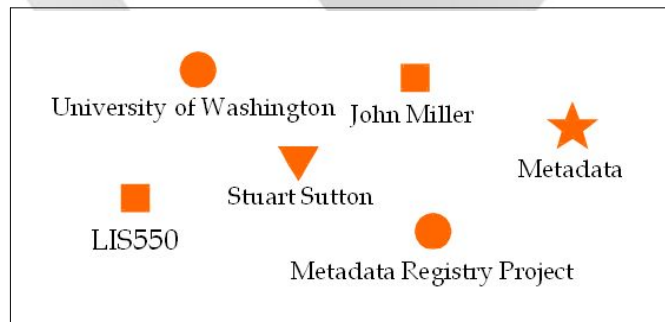 University of Washington
John Miller
Metadata
Stuart Sutton
LIS550
Metadata Registry Project